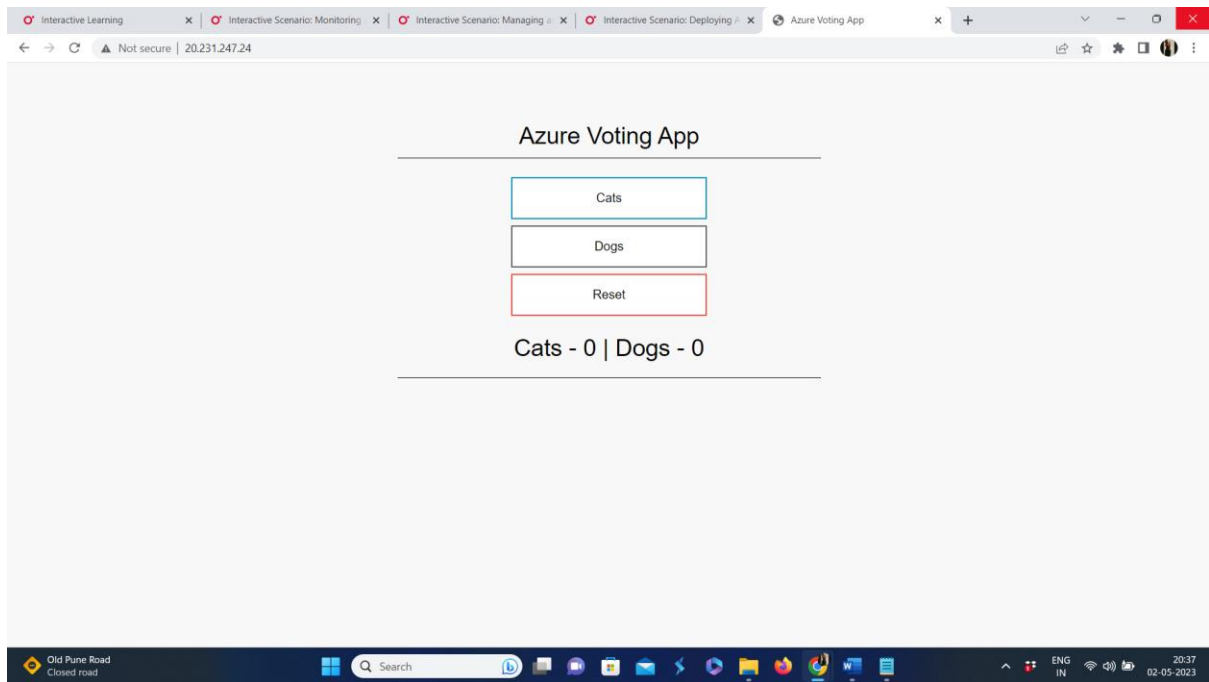 Interactive Learning
Interactive Scenario: Monitoring
Interactive Scenario: Managing a
Interactive Scenario: Deploying A
Azure Voting App
Not secure | 20.231.247.24
Azure Voting App
Cats
Dogs
Reset
Cats - 0 | Dogs - 0
Old Pune Road
Closed road
Search
ENG
IN
20:37
02-05-2023